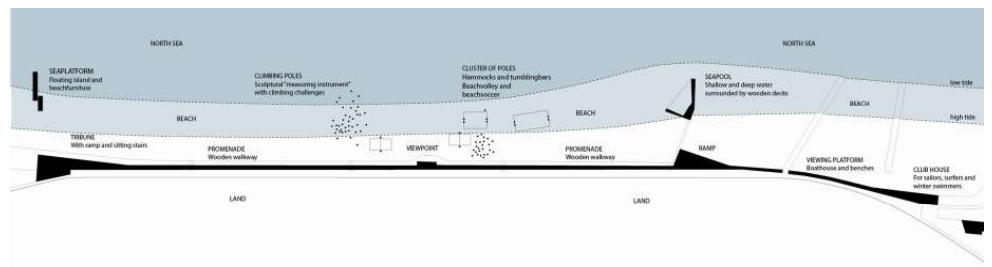 NORTH SEA
NORTH SEA
SEAPLATFORM
Floating island and
beachfurniture
CLIMBING POLES
Sculptural "measuring instrument"
with climbing challenges
CLUSTER OF POLES
Hammocks and tumblingbars
Beachvolley and
beachsoccer
SEAPOOL
Shallow and deep water
surrounded by wooden decks
low tide
BEACH
BEACH
BEACH
high tide
TRIBUNE
With ramp and sitting stairs
PROMENADE
Wooden walkway
VIEWPOINT
PROMENADE
Wooden walkway
RAMP
VIEWING PLATFORM
Boathouse and benches
CLUB HOUSE
For sailors, surfers and
winter swimmers
LAND
LAND